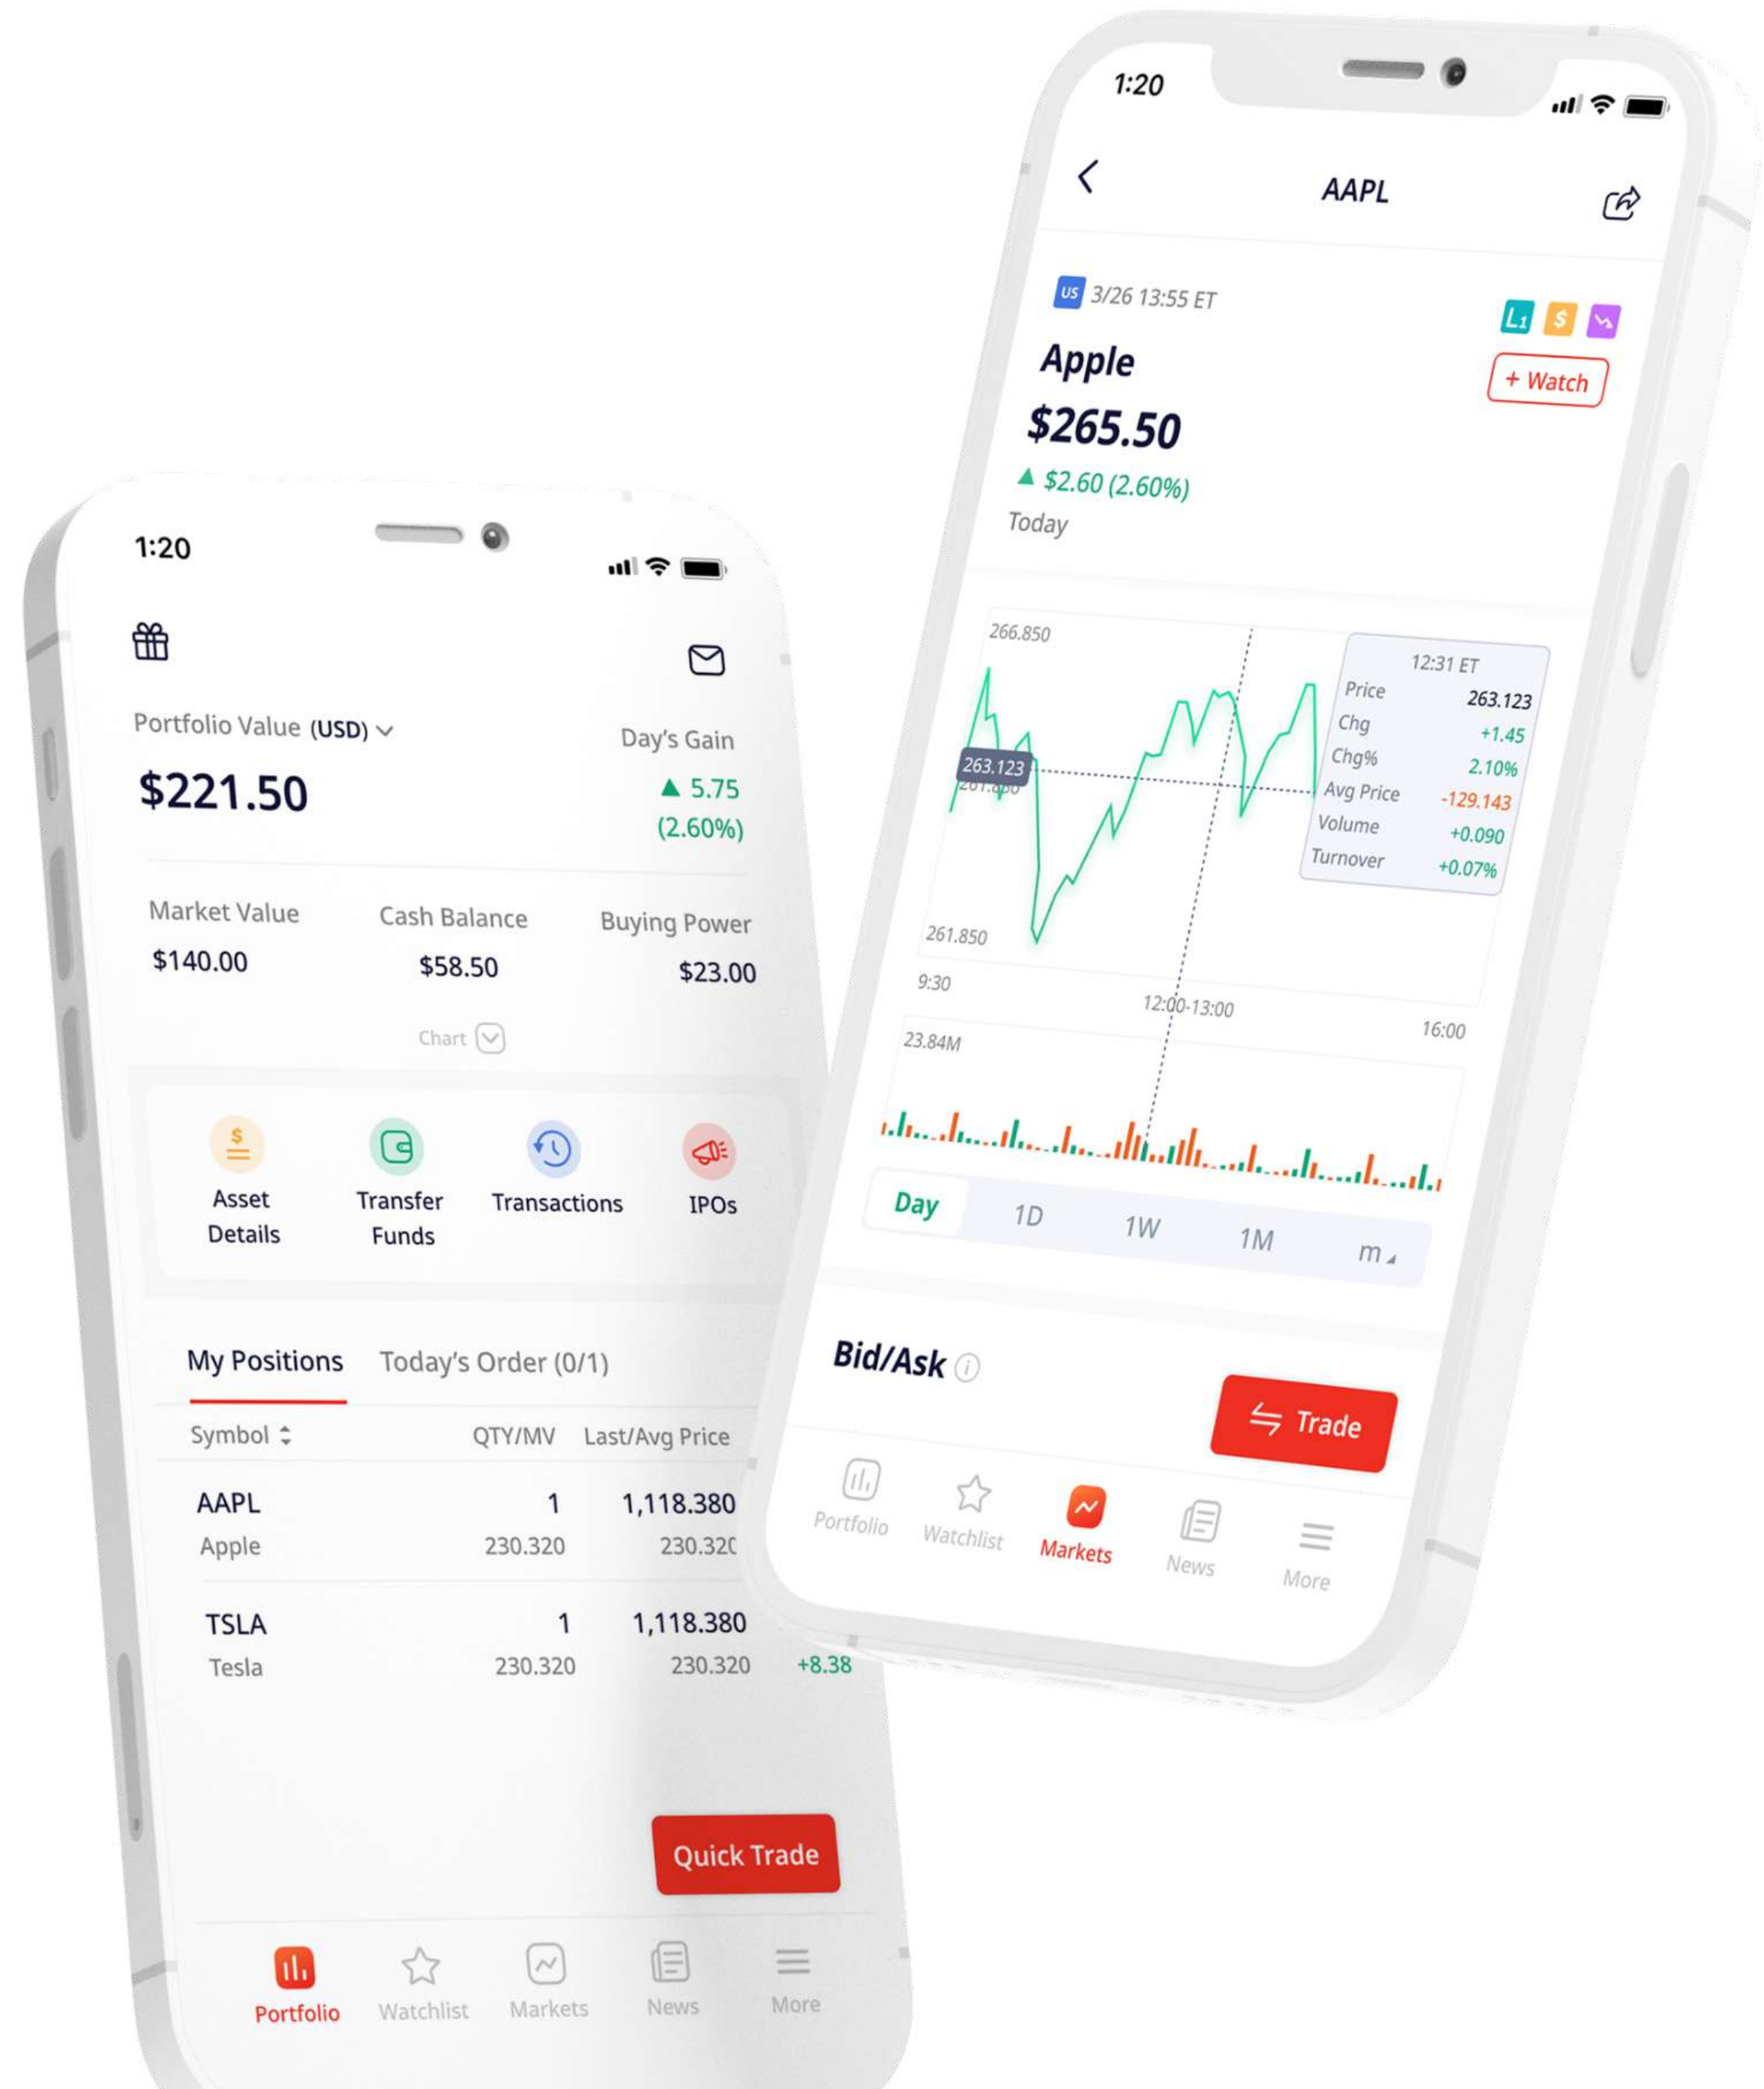 1:20
Portfolio Value (USD)
Day's Gain
$221.50
5.75
(2.60%)
Market Value Cash Balance Buying Power
$140.00 $58.50 $23.00
Chart
$
Asset Details
Transfer Funds
Transactions
IPOs
My Positions Today's Order (0/1)
Symbol QTY/MV Last/Avg Price
AAPL 1 1,118.380
Apple 230.320 230.320
TSLA 1 1,118.380
Tesla 230.320 230.320 +8.38
Quick Trade
Portfolio Watchlist Markets News More
1:20
AAPL
US 3/26 13:55 ET
L1 $
Apple
+ Watch
$265.50
$2.60 (2.60%)
Today
266.850
12:31 ET
Price 263.123
Chg +1.45
Chg% 2.10%
Avg Price -129.143
Volume +0.090
Turnover +0.07%
263.123
261.850
9:30 12:00-13:00 16:00
23.84M
Day 1D 1W 1M m
Bid/Ask i
Trade
Portfolio Watchlist Markets News More